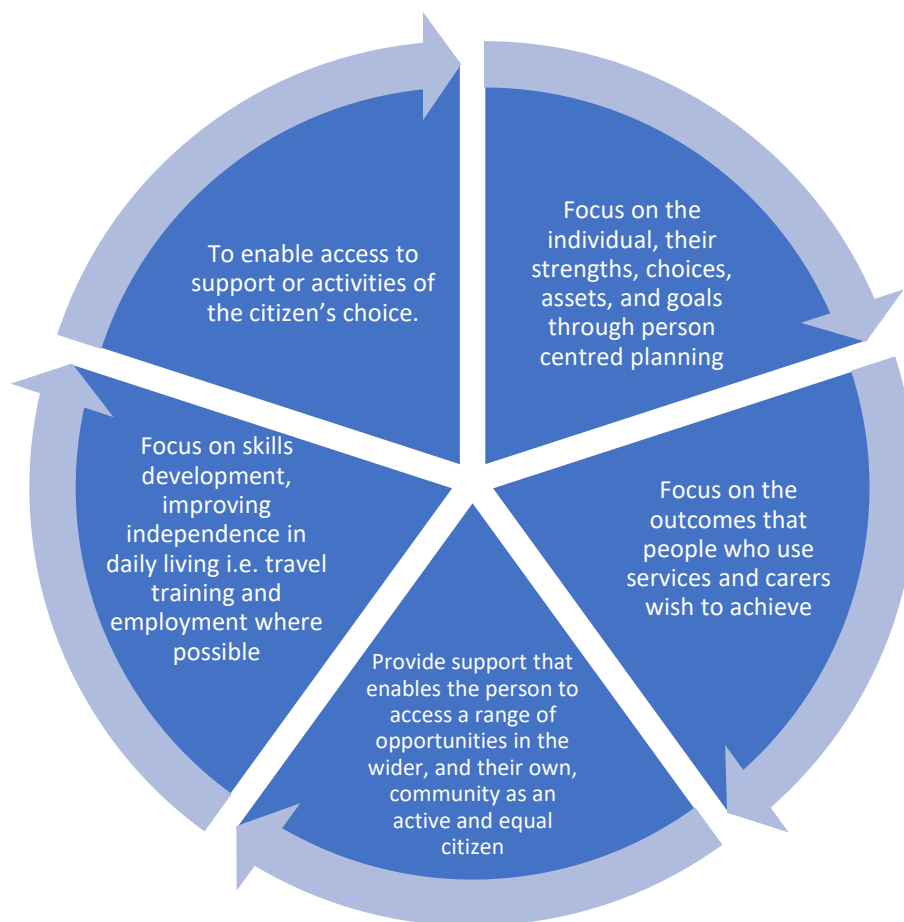 Focus on the
individual, their
strengths, choices,
assets, and goals
through person
centred planning
Focus on the
outcomes that
people who use
services and carers
wish to achieve
Provide support that
enables the person to
access a range of
opportunities in the
wider, and their own,
community as an
active and equal
citizen
Focus on skills
development,
improving
independence in
daily living i.e. travel
training and
employment where
possible
To enable access to
support or activities of
the citizen’s choice.